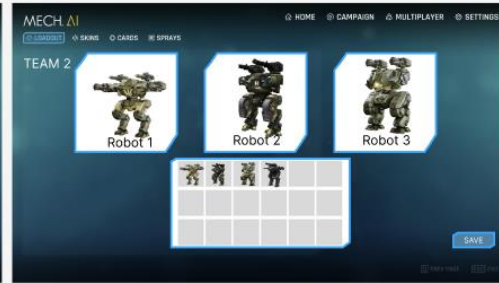 MECH. AI
HOME CAMPAIGN MULTIPLAYER SETTINGS
LOADOUT SKINS CARDS SPRAYS
TEAM 2
Robot 1 Robot 2 Robot 3
SAVE